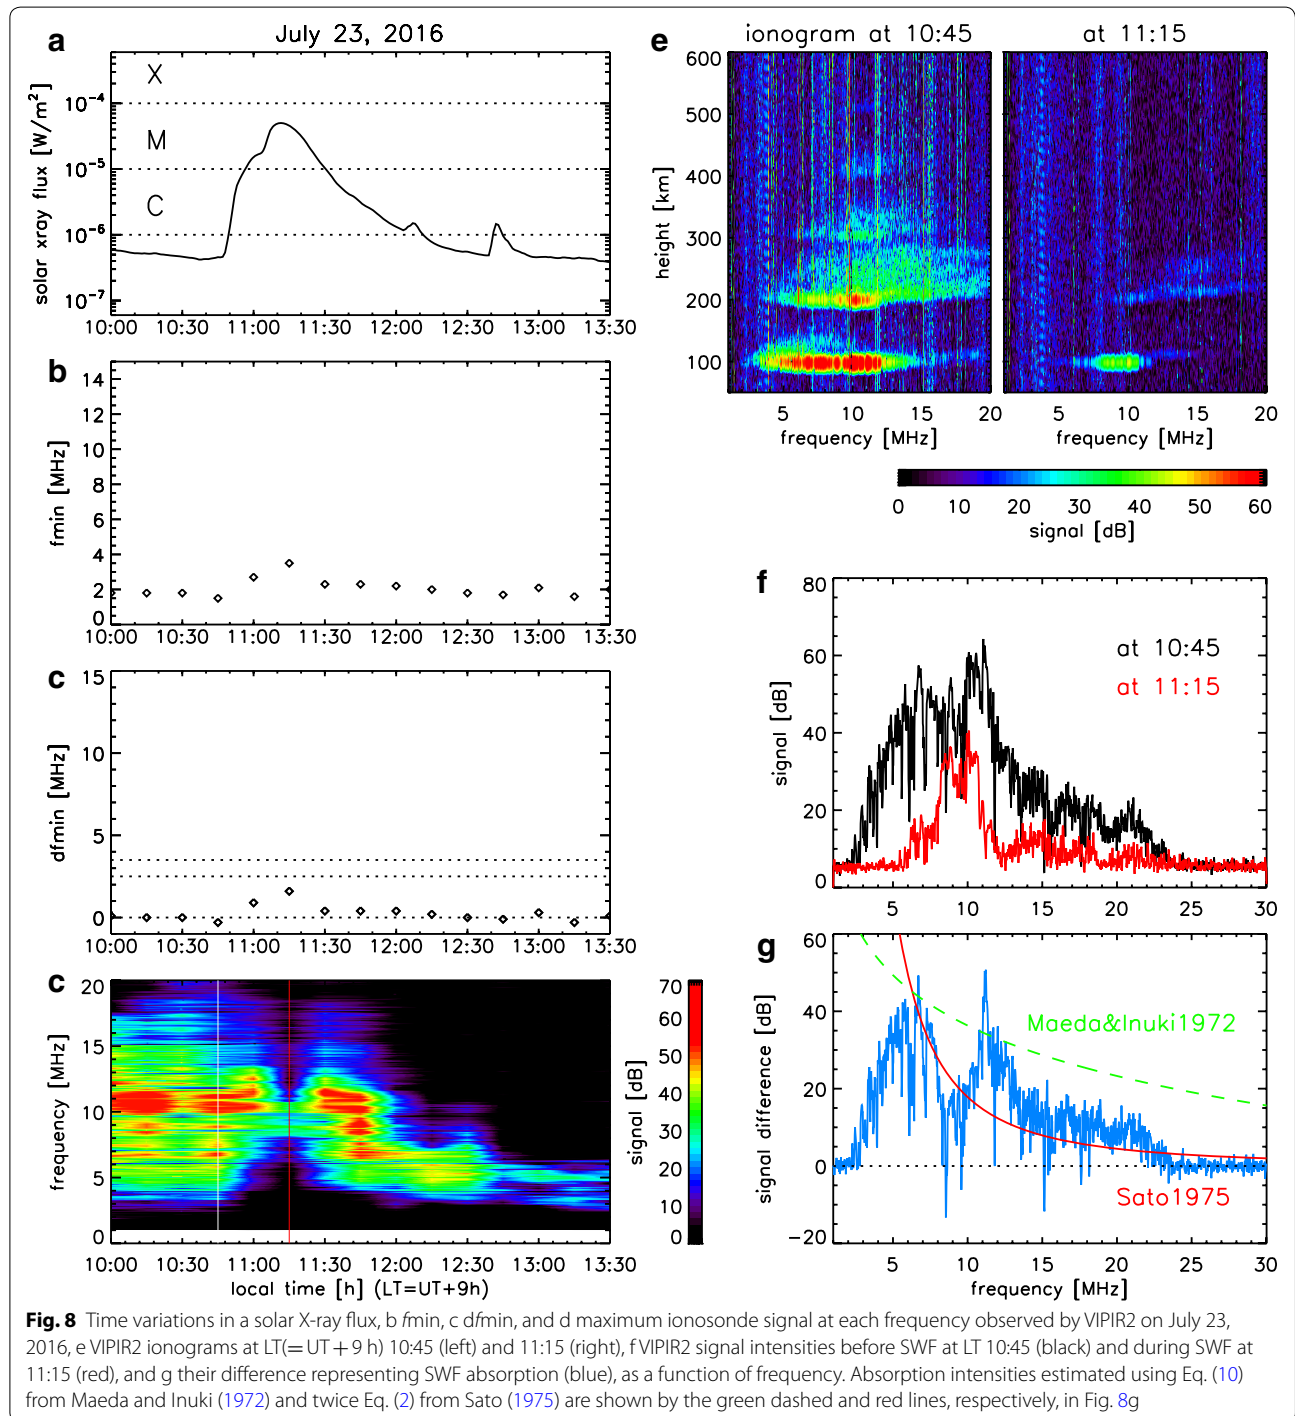 a
July 23, 2016
X
M
C
solar xray flux [W/m²]
10⁻⁴
10⁻⁵
10⁻⁶
10⁻⁷
10:00 10:30 11:00 11:30 12:00 12:30 13:00 13:30
b
fmin [MHz]
14
12
10
8
6
4
2
0
10:00 10:30 11:00 11:30 12:00 12:30 13:00 13:30
c
dfmin [MHz]
15
10
5
0
10:00 10:30 11:00 11:30 12:00 12:30 13:00 13:30
c
frequency [MHz]
20
15
10
5
0
10:00 10:30 11:00 11:30 12:00 12:30 13:00 13:30
local time [h] (LT=UT+9h)
70
60
50
40
30
20
10
0
signal [dB]
e
ionogram at 10:45
at 11:15
height [km]
600
500
400
300
200
100
5 10 15 20
5 10 15 20
frequency [MHz]
frequency [MHz]
0 10 20 30 40 50 60
signal [dB]
f
at 10:45
at 11:15
signal [dB]
80
60
40
20
0
5 10 15 20 25 30
g
Maeda&Inuki1972
Sato1975
signal difference [dB]
60
40
20
0
−20
5 10 15 20 25 30
frequency [MHz]
Fig. 8 Time variations in a solar X-ray flux, b fmin, c dfmin, and d maximum ionosonde signal at each frequency observed by VIPIR2 on July 23,
2016, e VIPIR2 ionograms at LT(= UT + 9 h) 10:45 (left) and 11:15 (right), f VIPIR2 signal intensities before SWF at LT 10:45 (black) and during SWF at
11:15 (red), and g their difference representing SWF absorption (blue), as a function of frequency. Absorption intensities estimated using Eq. (10)
from Maeda and Inuki (1972) and twice Eq. (2) from Sato (1975) are shown by the green dashed and red lines, respectively, in Fig. 8g